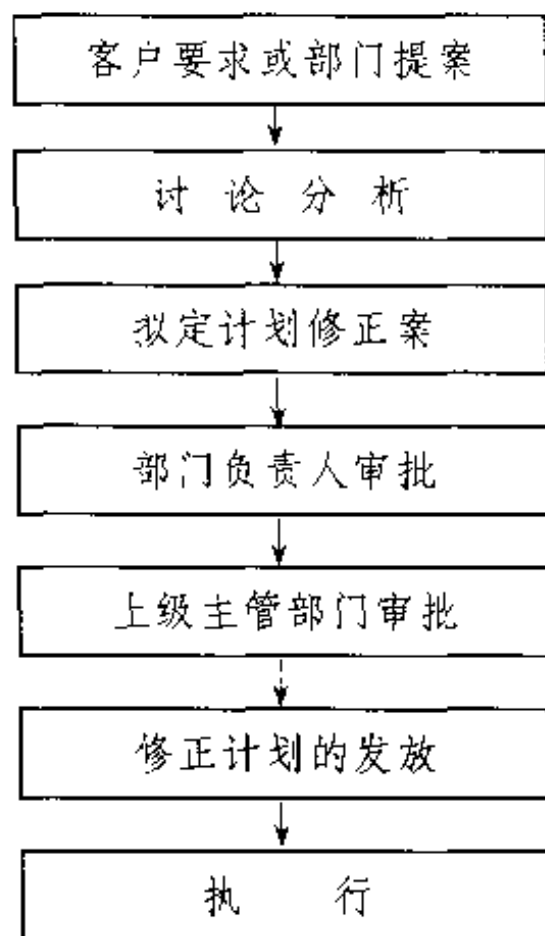 客户要求或部门提案
讨论分析
拟定计划修正案
部门负责人审批
上级主管部门审批
修正计划的发放
执行